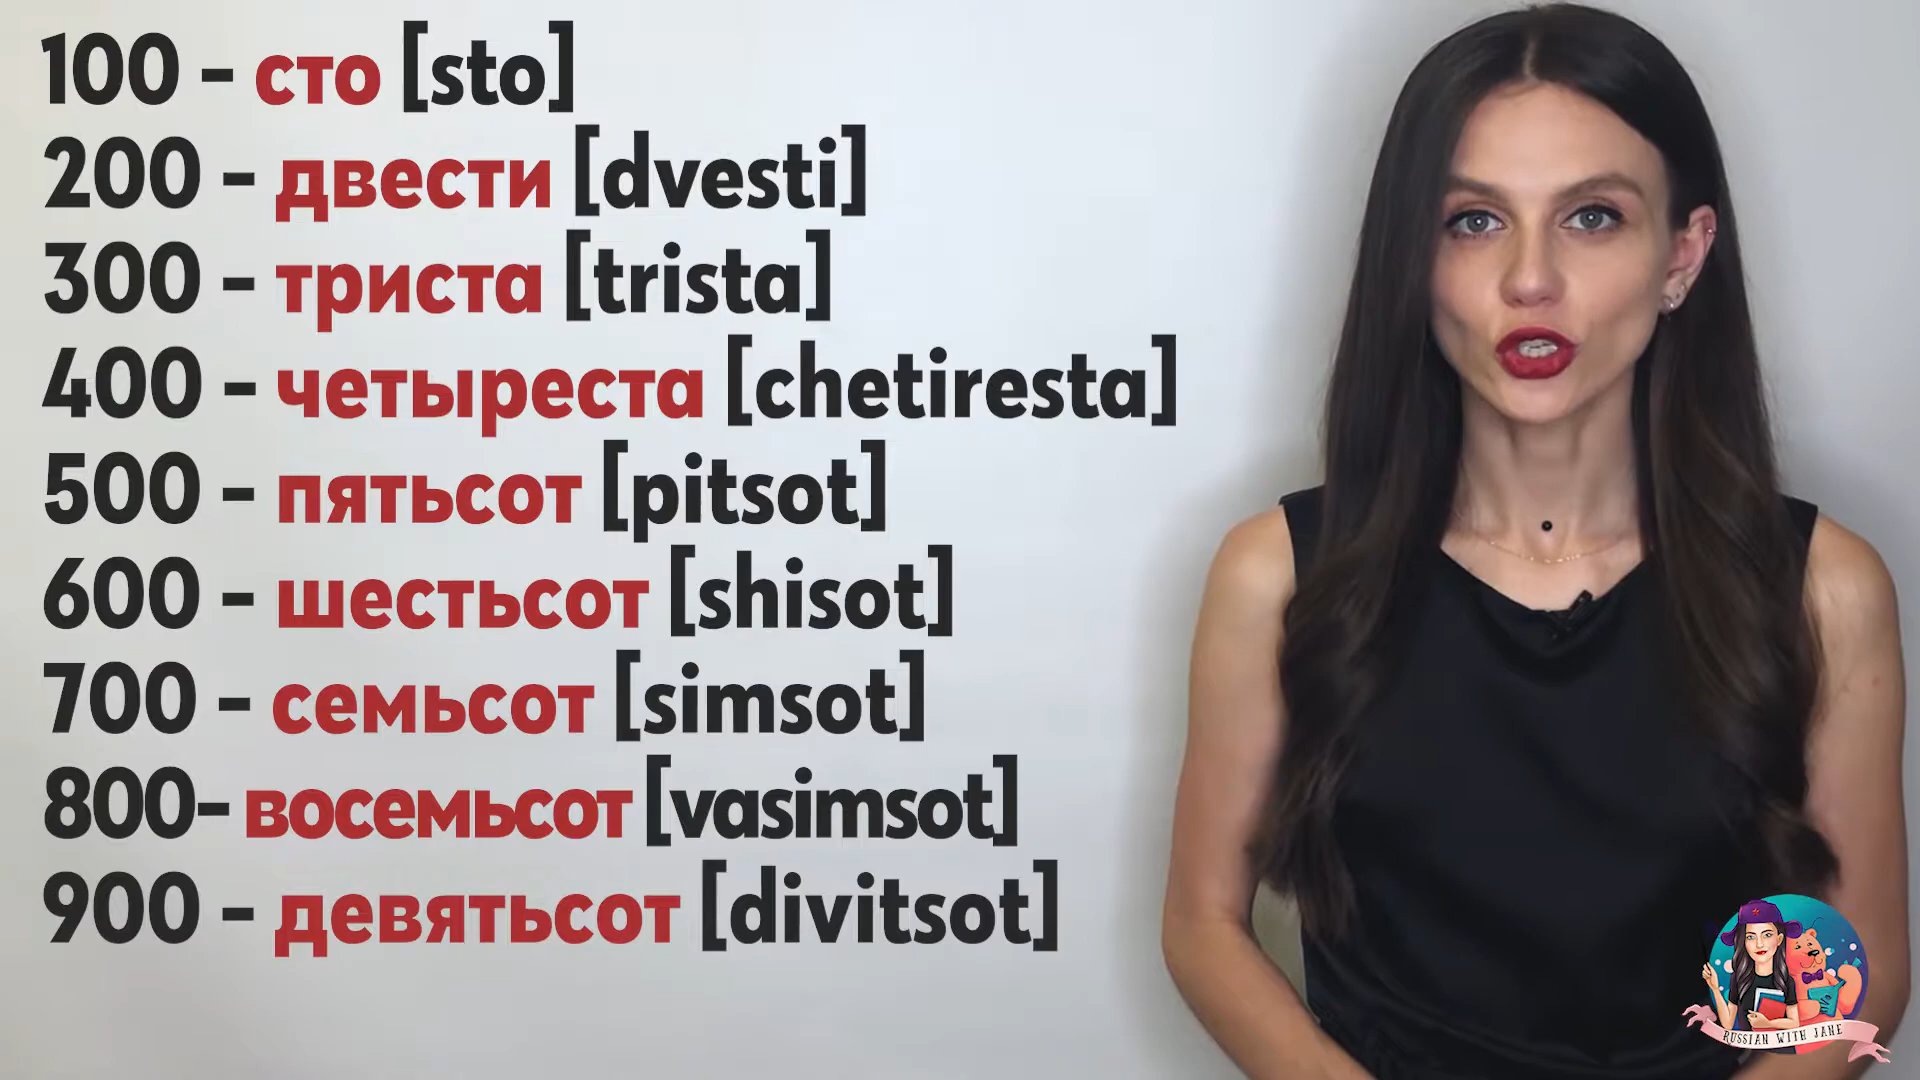 100 - сто [sto]
200 - двести [dvesti]
300 - триста [trista]
400 - четыреста [chetiresta]
500 - пятьсот [pitsot]
600 - шестьсот [shisot]
700 - семьсот [simsot]
800- восемьсот [vasimsot]
900 - девятьсот [divitsot]
RUSSIAN WITH JANE